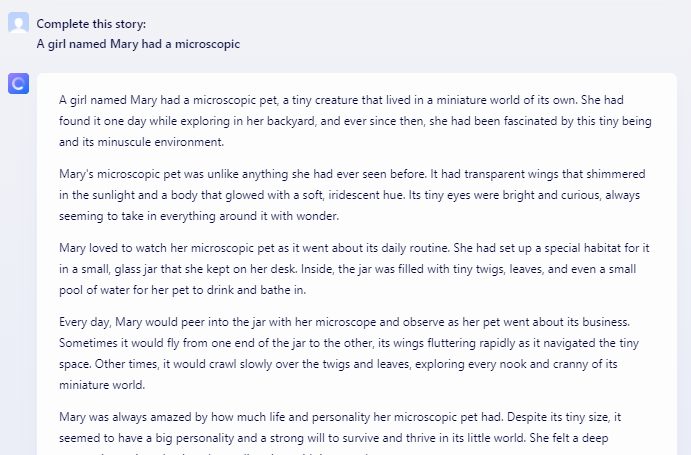 Complete this story:
A girl named Mary had a microscopic
A girl named Mary had a microscopic pet, a tiny creature that lived in a miniature world of its own. She had
found it one day while exploring in her backyard, and ever since then, she had been fascinated by this tiny being
and its minuscule environment.
Mary's microscopic pet was unlike anything she had ever seen before. It had transparent wings that shimmered
in the sunlight and a body that glowed with a soft, iridescent hue. Its tiny eyes were bright and curious, always
seeming to take in everything around it with wonder.
Mary loved to watch her microscopic pet as it went about its daily routine. She had set up a special habitat for it
in a small, glass jar that she kept on her desk. Inside, the jar was filled with tiny twigs, leaves, and even a small
pool of water for her pet to drink and bathe in.
Every day, Mary would peer into the jar with her microscope and observe as her pet went about its business.
Sometimes it would fly from one end of the jar to the other, its wings fluttering rapidly as it navigated the tiny
space. Other times, it would crawl slowly over the twigs and leaves, exploring every nook and cranny of its
miniature world.
Mary was always amazed by how much life and personality her microscopic pet had. Despite its tiny size, it
seemed to have a big personality and a strong will to survive and thrive in its little world. She felt a deep